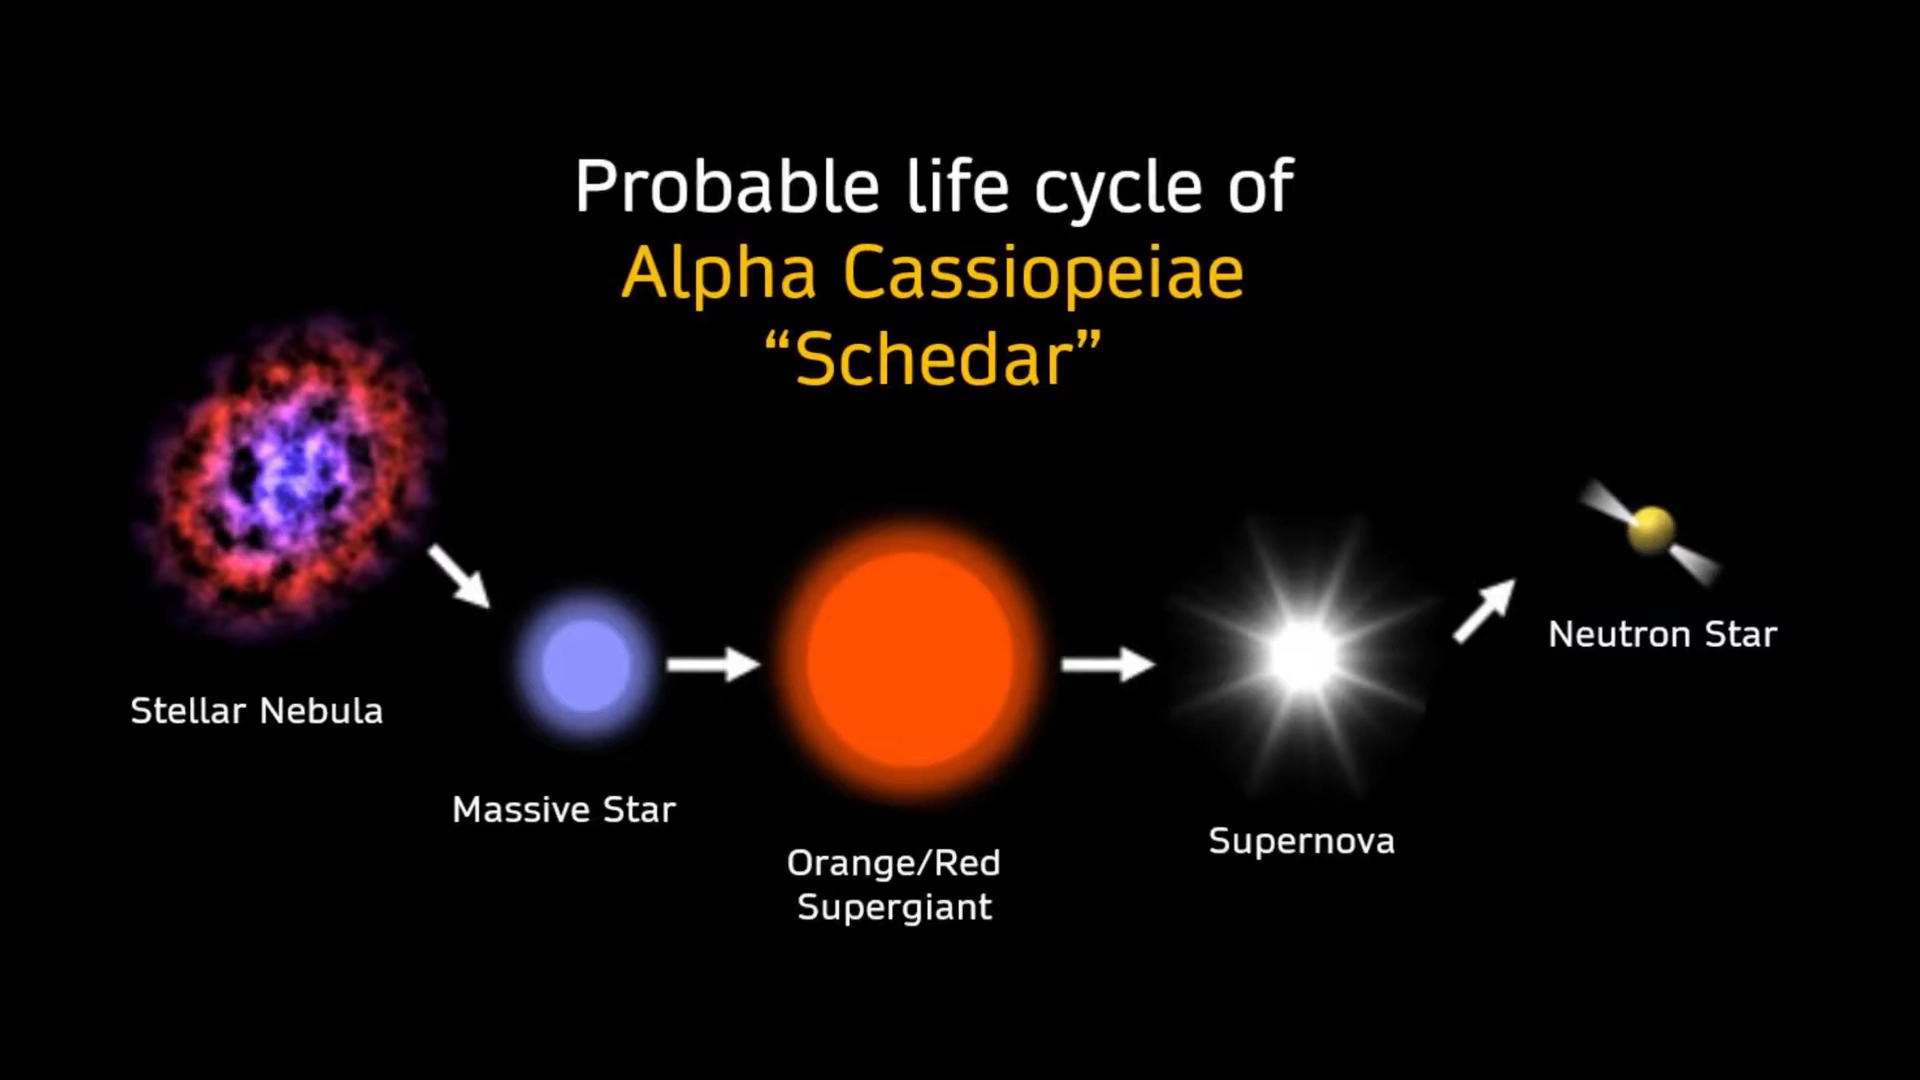 Probable life cycle of
Alpha Cassiopeiae
“Schedar”
Stellar Nebula
Massive Star
Orange/Red
Supergiant
Supernova
Neutron Star